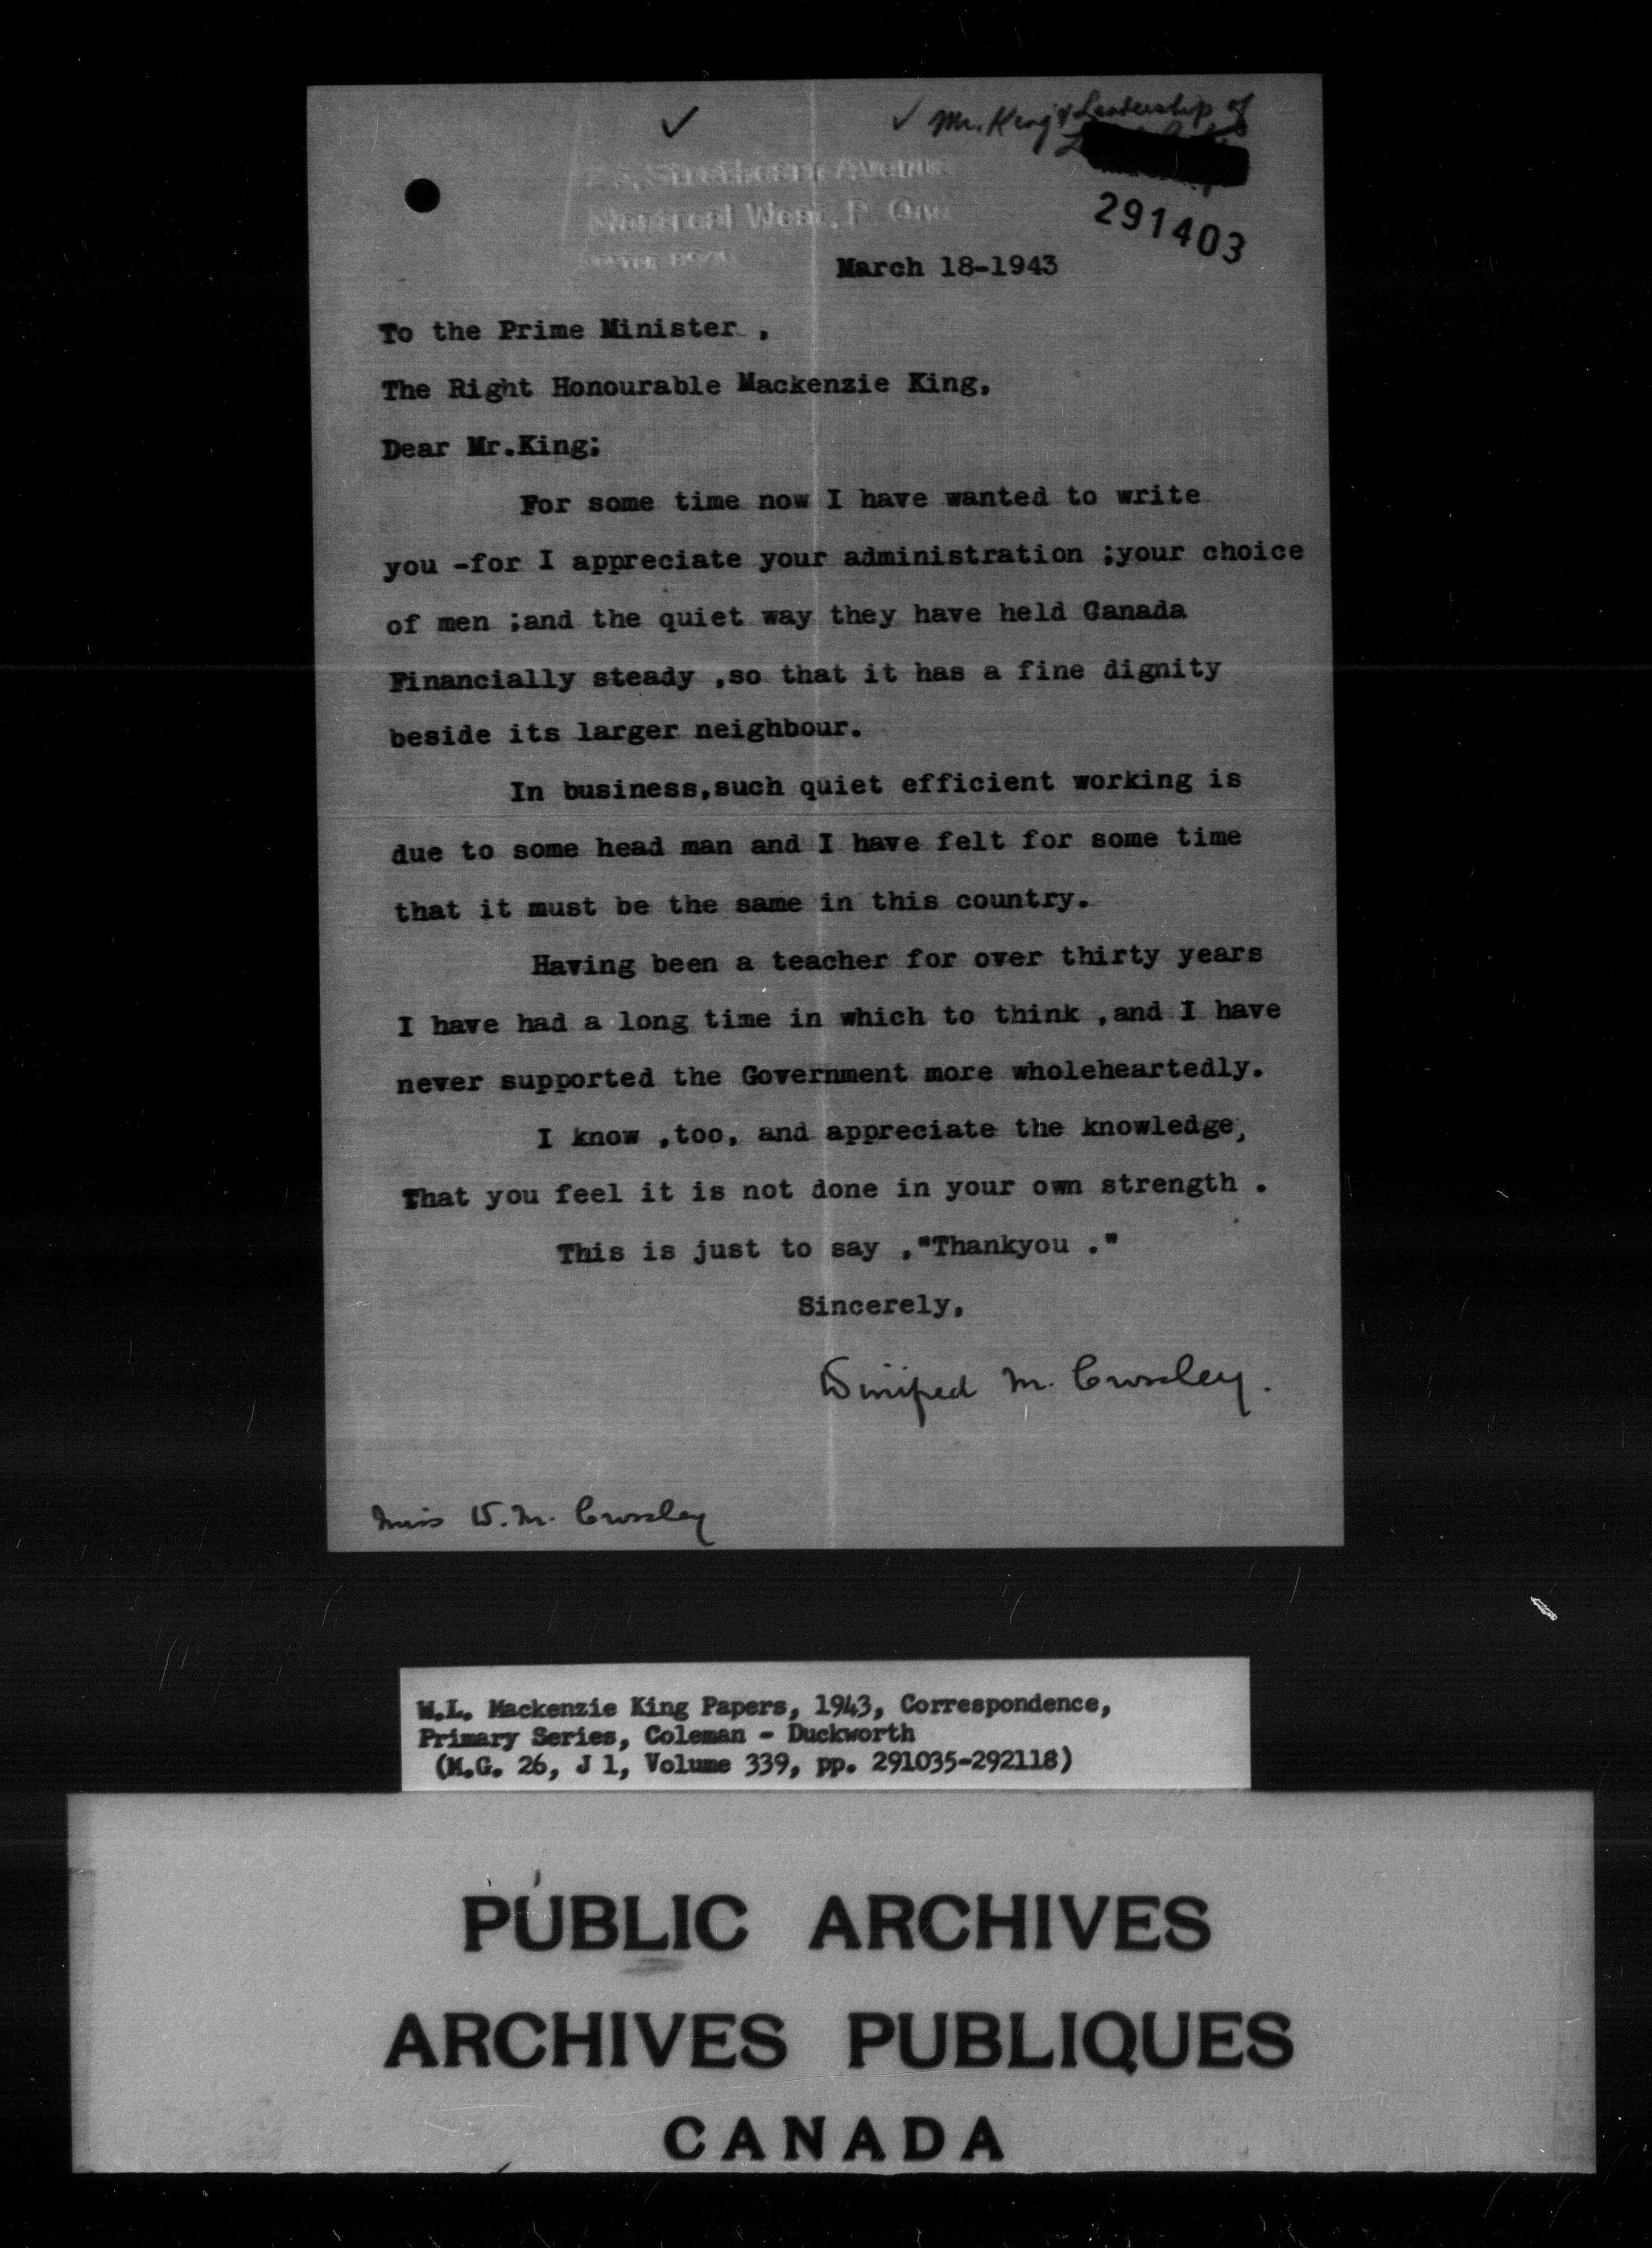 ✓ ✓ Mr. King's Leadership of
Montreal West, P. Que
291403
March 18-1943
To the Prime Minister ,
The Right Honourable Mackenzie King,
Dear Mr.King;
For some time now I have wanted to write
you -for I appreciate your administration ;your choice
of men ;and the quiet way they have held Canada
Financially steady ,so that it has a fine dignity
beside its larger neighbour.
In business,such quiet efficient working is
due to some head man and I have felt for some time
that it must be the same in this country.
Having been a teacher for over thirty years
I have had a long time in which to think ,and I have
never supported the Government more wholeheartedly.
I know ,too, and appreciate the knowledge,
That you feel it is not done in your own strength .
This is just to say ,"Thankyou ."
Sincerely,
Winifred M. Crossley.
Miss W. M. Crossley
W.L. Mackenzie King Papers, 1943, Correspondence,
Primary Series, Coleman - Duckworth
(M.G. 26, J 1, Volume 339, pp. 291035-292118)
PUBLIC ARCHIVES
ARCHIVES PUBLIQUES
CANADA